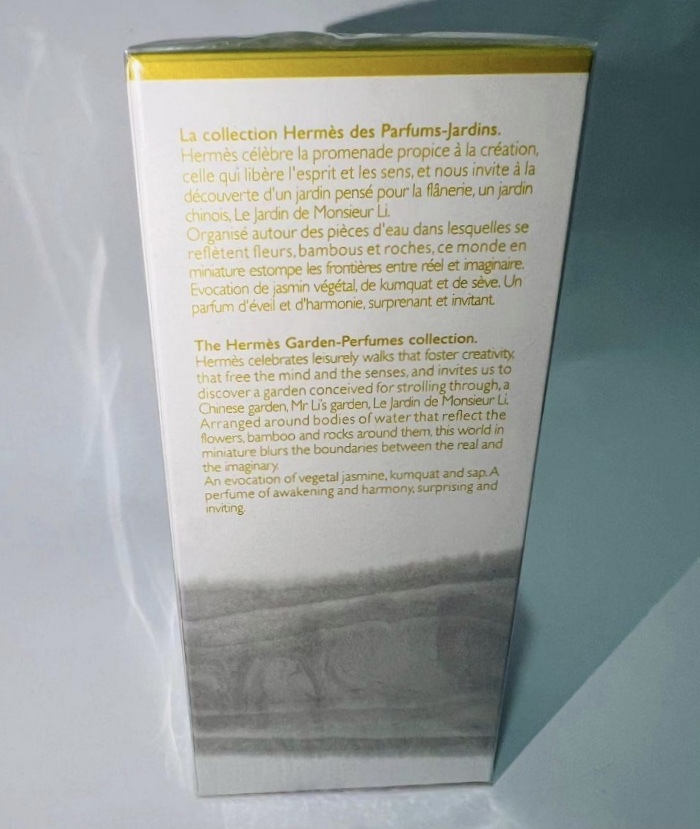 La collection Hermès des Parfums-Jardins.
Hermès célèbre la promenade propice à la création,
celle qui libère l'esprit et les sens, et nous invite à la
découverte d'un jardin pensé pour la flânerie, un jardin
chinois, Le Jardin de Monsieur Li.
Organisé autour des pièces d'eau dans lesquelles se
reflètent fleurs, bambous et roches, ce monde en
miniature estompe les frontières entre réel et imaginaire.
Evocation de jasmin végétal, de kumquat et de sève. Un
parfum d'éveil et d'harmonie, surprenant et invitant.
The Hermès Garden-Perfumes collection.
Hermès celebrates leisurely walks that foster creativity,
that free the mind and the senses, and invites us to
discover a garden conceived for strolling through, a
Chinese garden, Mr Li's garden, Le Jardin de Monsieur Li.
Arranged around bodies of water that reflect the
flowers, bamboo and rocks around them, this world in
miniature blurs the boundaries between the real and
the imaginary.
An evocation of vegetal jasmine, kumquat and sap. A
perfume of awakening and harmony, surprising and
inviting.